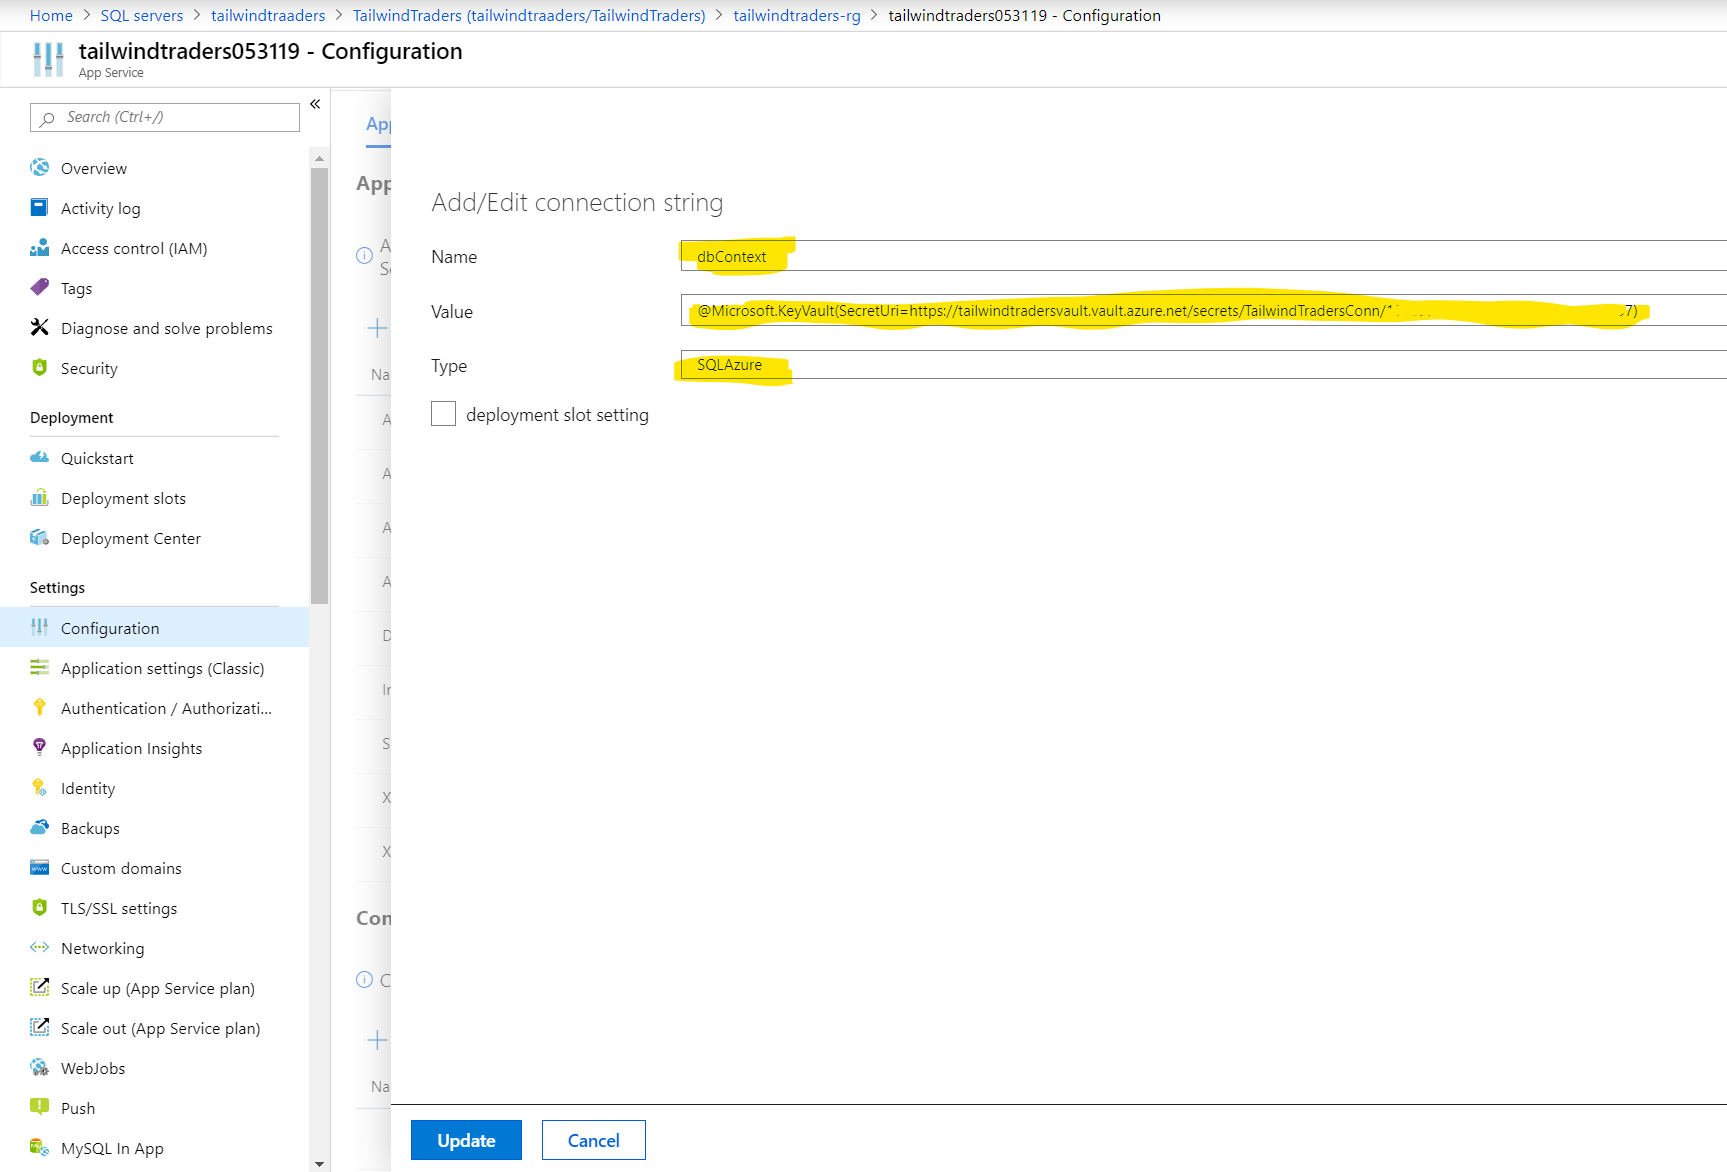 Home > SQL servers > tailwindtraaders > TailwindTraders (tailwindtraaders/TailwindTraders) > tailwindtraders-rg > tailwindtraders053119 - Configuration
tailwindtraders053119 - Configuration
App Service
Search (Ctrl+/)
«
Overview
Activity log
Access control (IAM)
Tags
Diagnose and solve problems
Security
Deployment
Quickstart
Deployment slots
Deployment Center
Settings
Configuration
Application settings (Classic)
Authentication / Authorizati...
Application Insights
Identity
Backups
Custom domains
TLS/SSL settings
Networking
Scale up (App Service plan)
Scale out (App Service plan)
WebJobs
Push
MySQL In App
App
App
A
Se
Na
A
A
A
A
D
In
S
X
X
Con
C
Na
Add/Edit connection string
Name
dbContext
Value
@Microsoft.KeyVault(SecretUri=https://tailwindtradersvault.vault.azure.net/secrets/TailwindTradersConn/1 7)
Type
SQLAzure
deployment slot setting
Update
Cancel